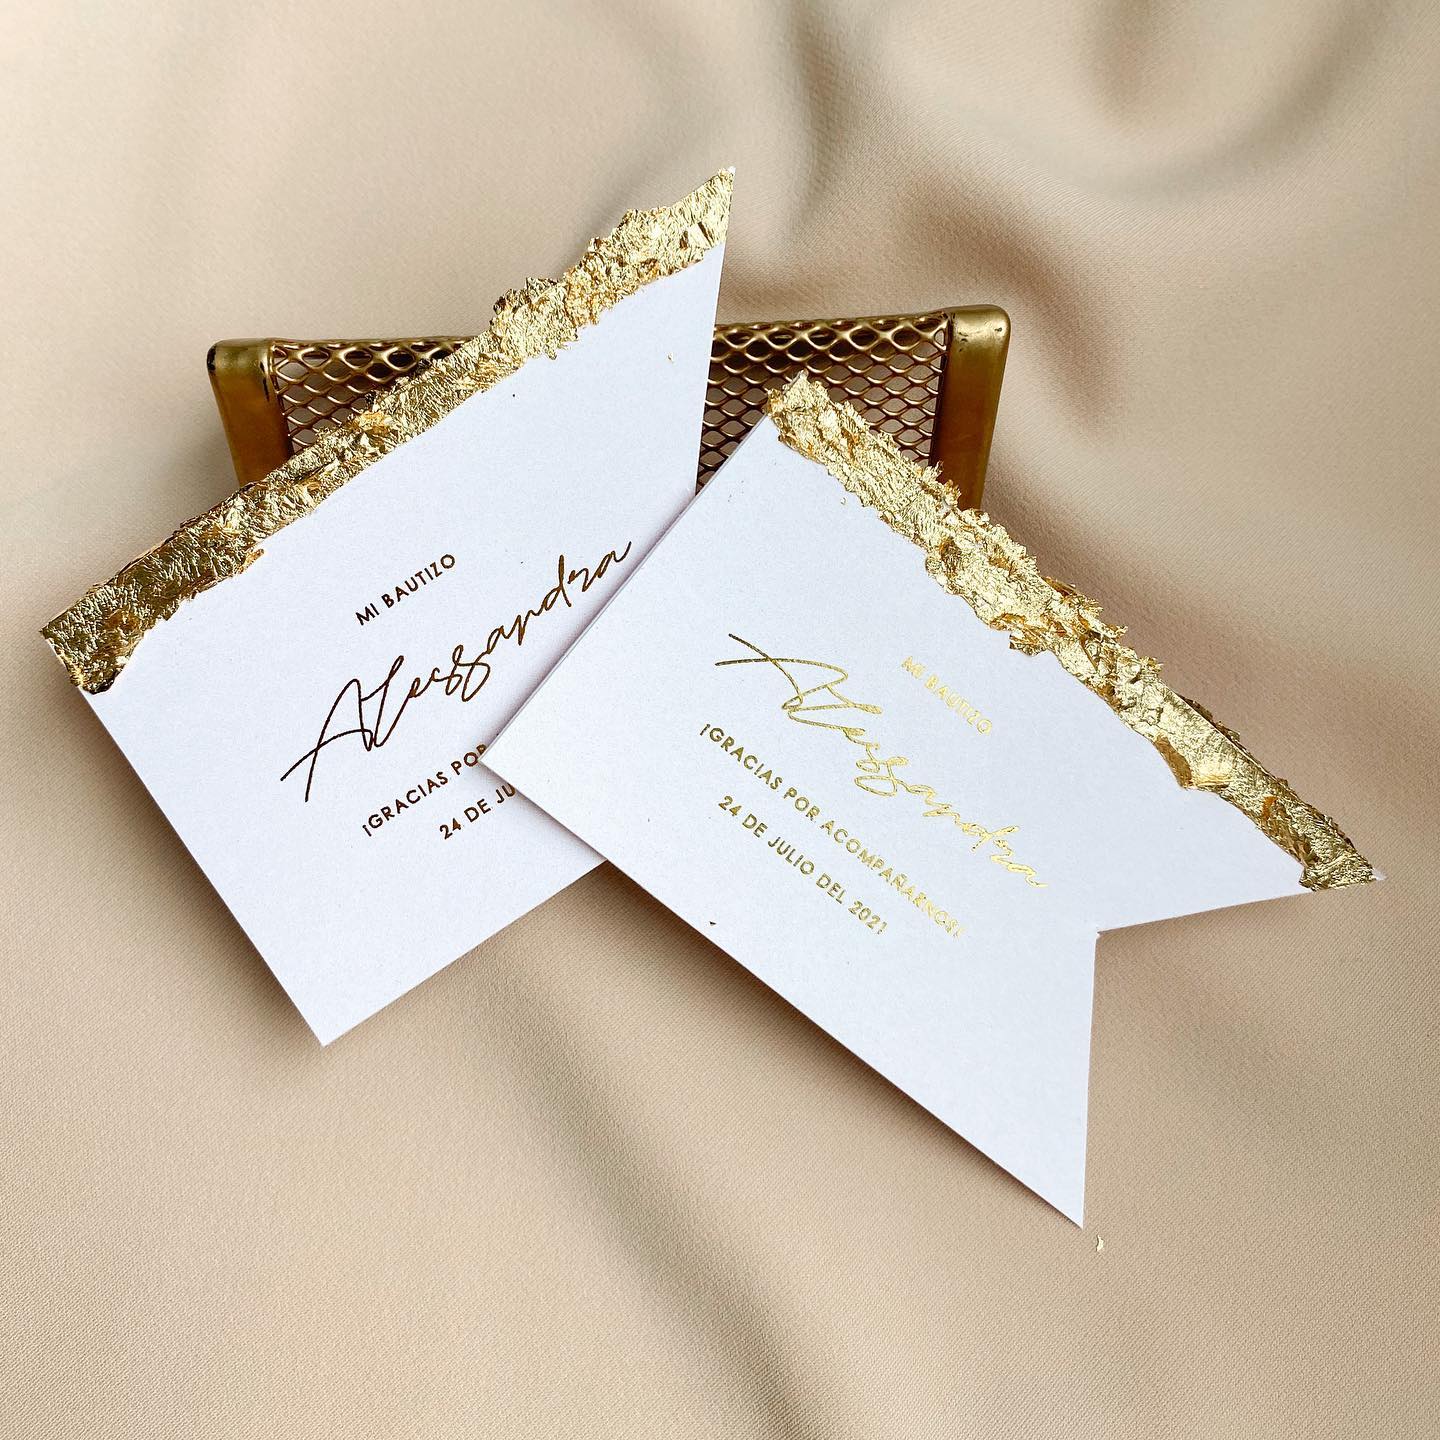 MI BAUTIZO
Alessandra
¡GRACIAS POR
24 DE JU
MI BAUTIZO
Alessandra
¡GRACIAS POR ACOMPAÑARNOS!
24 DE JULIO DEL 2021